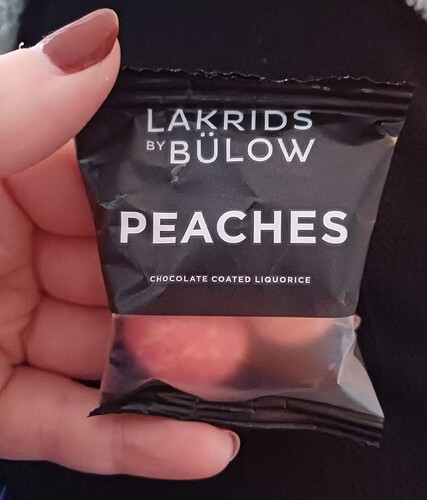 LAKRIDS
BY BÜLOW
PEACHES
CHOCOLATE COATED LIQUORICE